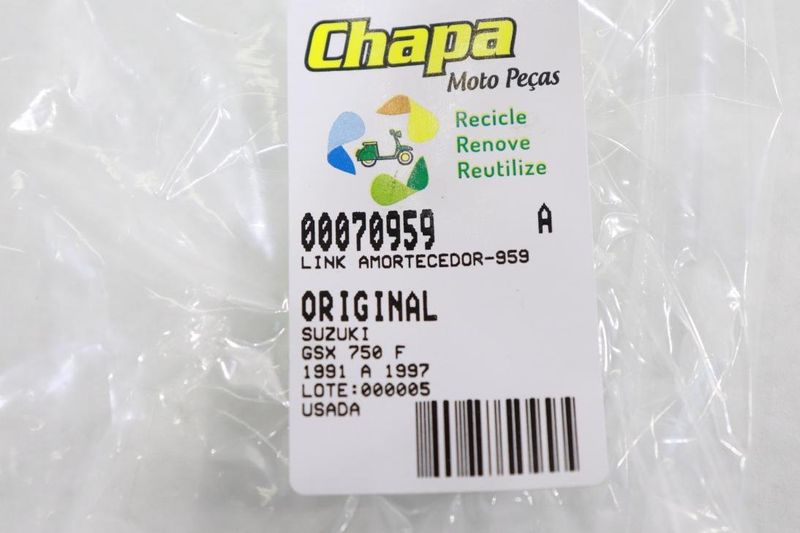 Chapa
Moto Peças
Recicle
Renove
Reutilize
00070959 A
LINK AMORTECEDOR-959
ORIGINAL
SUZUKI
GSX 750 F
1991 A 1997
LOTE:000005
USADA